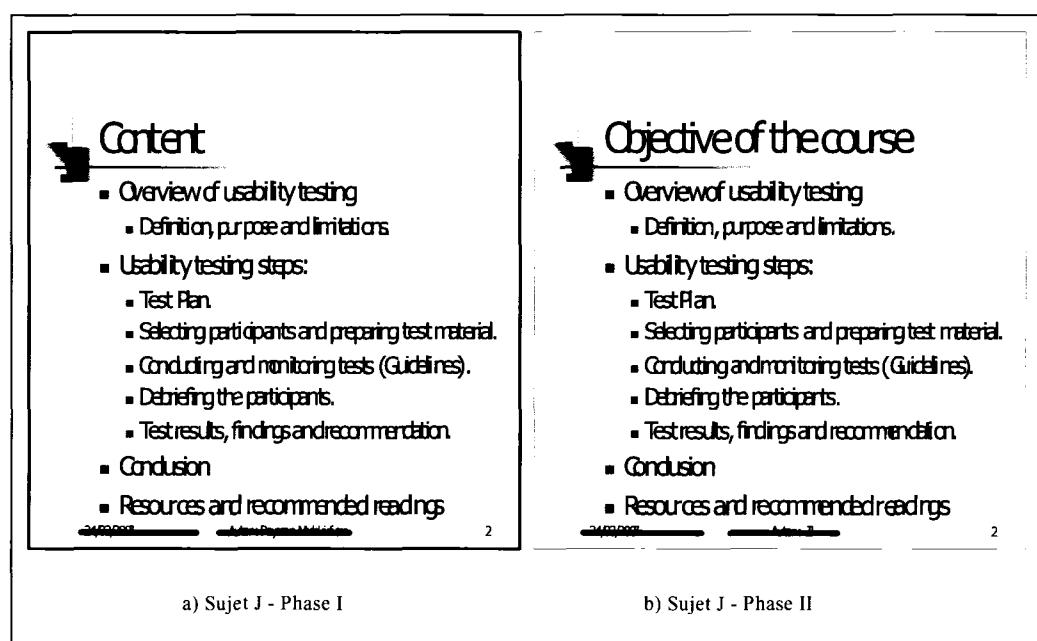 Content
Overview of usability testing
Definition, purpose and limitations.
Usability testing steps:
Test Plan.
Selecting participants and preparing test material.
Conducting and monitoring tests (Guidelines).
Debriefing the participants.
Test results, findings and recommendation.
Conclusion
Resources and recommended readings
2
Objective of the course
Overview of usability testing
Definition, purpose and limitations.
Usability testing steps:
Test Plan.
Selecting participants and preparing test material.
Conducting and monitoring tests (Guidelines).
Debriefing the participants.
Test results, findings and recommendation.
Conclusion
Resources and recommended readings
2
a) Sujet J - Phase I
b) Sujet J - Phase II